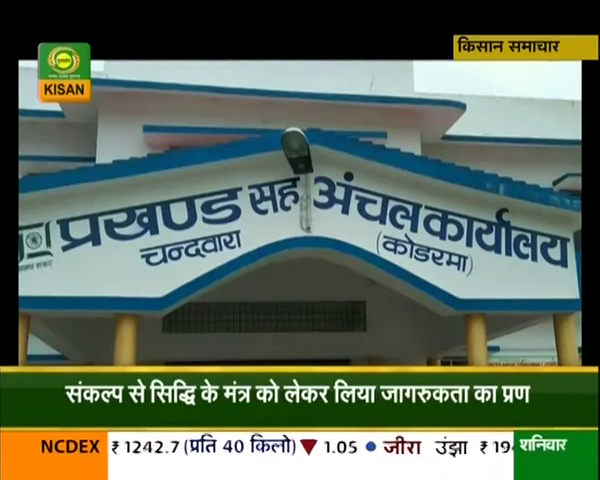 किसान समाचार
KISAN
प्रखण्ड सह अंचल कार्यालय
चन्दवारा (कोडरमा)
संकल्प से सिद्धि के मंत्र को लेकर लिया जागरुकता का प्रण
NCDEX ₹ 1242.7 (प्रति 40 किलो) ▼ 1.05 • जीरा उंझा ₹ 19 शनिवार